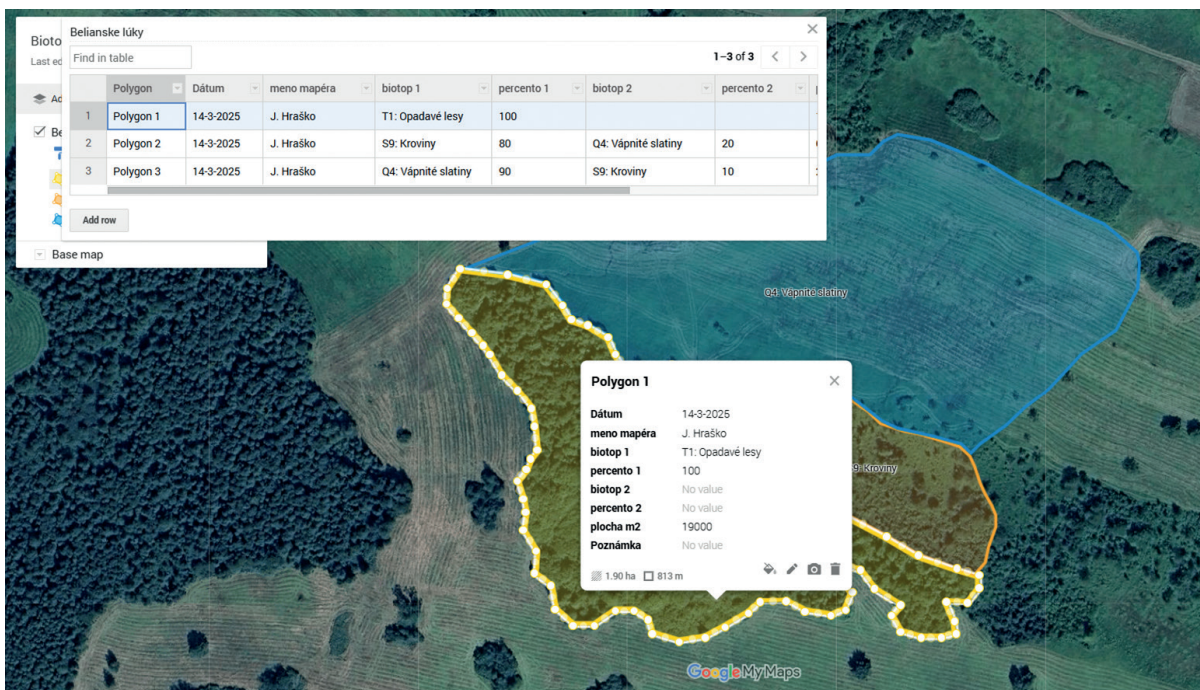 Bioto
Last ed
Ad
Be
Base map
Belianske lúky
Find in table
1–3 of 3
Polygon Dátum meno mapéra biotop 1 percento 1 biotop 2 percento 2
1 Polygon 1 14-3-2025 J. Hraško T1: Opadavé lesy 100
2 Polygon 2 14-3-2025 J. Hraško S9: Kroviny 80 Q4: Vápnité slatiny 20
3 Polygon 3 14-3-2025 J. Hraško Q4: Vápnité slatiny 90 S9: Kroviny 10
Add row
Q4: Vápnité slatiny
9: Kroviny
Polygon 1
Dátum 14-3-2025
meno mapéra J. Hraško
biotop 1 T1: Opadavé lesy
percento 1 100
biotop 2 No value
percento 2 No value
plocha m2 19000
Poznámka No value
1.90 ha 813 m
Google My Maps